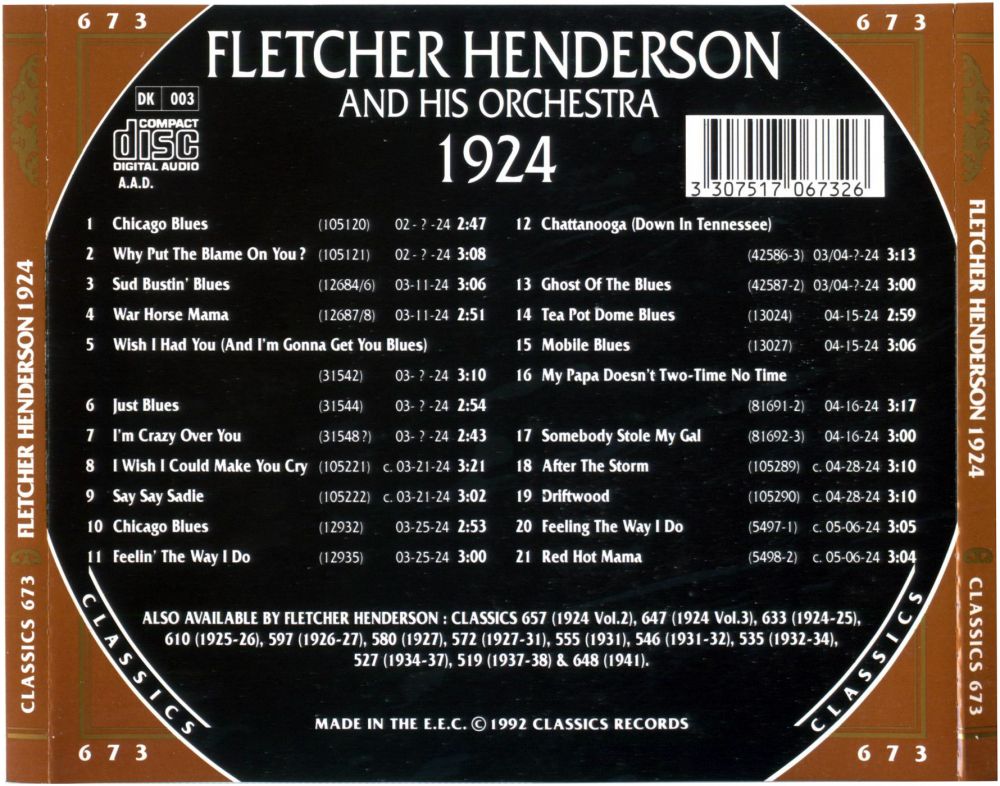 673
673
FLETCHER HENDERSON
AND HIS ORCHESTRA
1924
DK 003
COMPACT
disc
DIGITAL AUDIO
A.A.D.
3 307517 067326
1 Chicago Blues (105120) 02-?-24 2:47
2 Why Put The Blame On You? (105121) 02-?-24 3:08
3 Sud Bustin' Blues (12684/6) 03-11-24 3:06
4 War Horse Mama (12687/8) 03-11-24 2:51
5 Wish I Had You (And I'm Gonna Get You Blues)
(31542) 03-?-24 3:10
6 Just Blues (31544) 03-?-24 2:54
7 I'm Crazy Over You (31548?) 03-?-24 2:43
8 I Wish I Could Make You Cry (105221) c. 03-21-24 3:21
9 Say Say Sadie (105222) c. 03-21-24 3:02
10 Chicago Blues (12932) 03-25-24 2:53
11 Feelin' The Way I Do (12935) 03-25-24 3:00
12 Chattanooga (Down In Tennessee)
(42586-3) 03/04-?-24 3:13
13 Ghost Of The Blues (42587-2) 03/04-?-24 3:00
14 Tea Pot Dome Blues (13024) 04-15-24 2:59
15 Mobile Blues (13027) 04-15-24 3:06
16 My Papa Doesn't Two-Time No Time
(81691-2) 04-16-24 3:17
17 Somebody Stole My Gal (81692-3) 04-16-24 3:00
18 After The Storm (105289) c. 04-28-24 3:10
19 Driftwood (105290) c. 04-28-24 3:10
20 Feeling The Way I Do (5497-1) c. 05-06-24 3:05
21 Red Hot Mama (5498-2) c. 05-06-24 3:04
ALSO AVAILABLE BY FLETCHER HENDERSON : CLASSICS 657 (1924 Vol.2), 647 (1924 Vol.3), 633 (1924-25),
610 (1925-26), 597 (1926-27), 580 (1927), 572 (1927-31), 555 (1931), 546 (1931-32), 535 (1932-34),
527 (1934-37), 519 (1937-38) & 648 (1941).
MADE IN THE E.E.C. © 1992 CLASSICS RECORDS
CLASSICS
CLASSICS
673
673
CLASSICS 673 FLETCHER HENDERSON 1924
FLETCHER HENDERSON 1924 CLASSICS 673